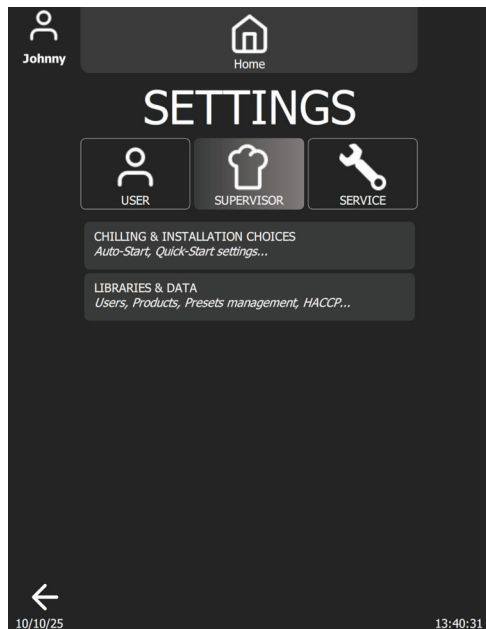 Johnny
Home
SETTINGS
USER
SUPERVISOR
SERVICE
CHILLING & INSTALLATION CHOICES
Auto-Start, Quick-Start settings...
LIBRARIES & DATA
Users, Products, Presets management, HACCP...
10/10/25
13:40:31